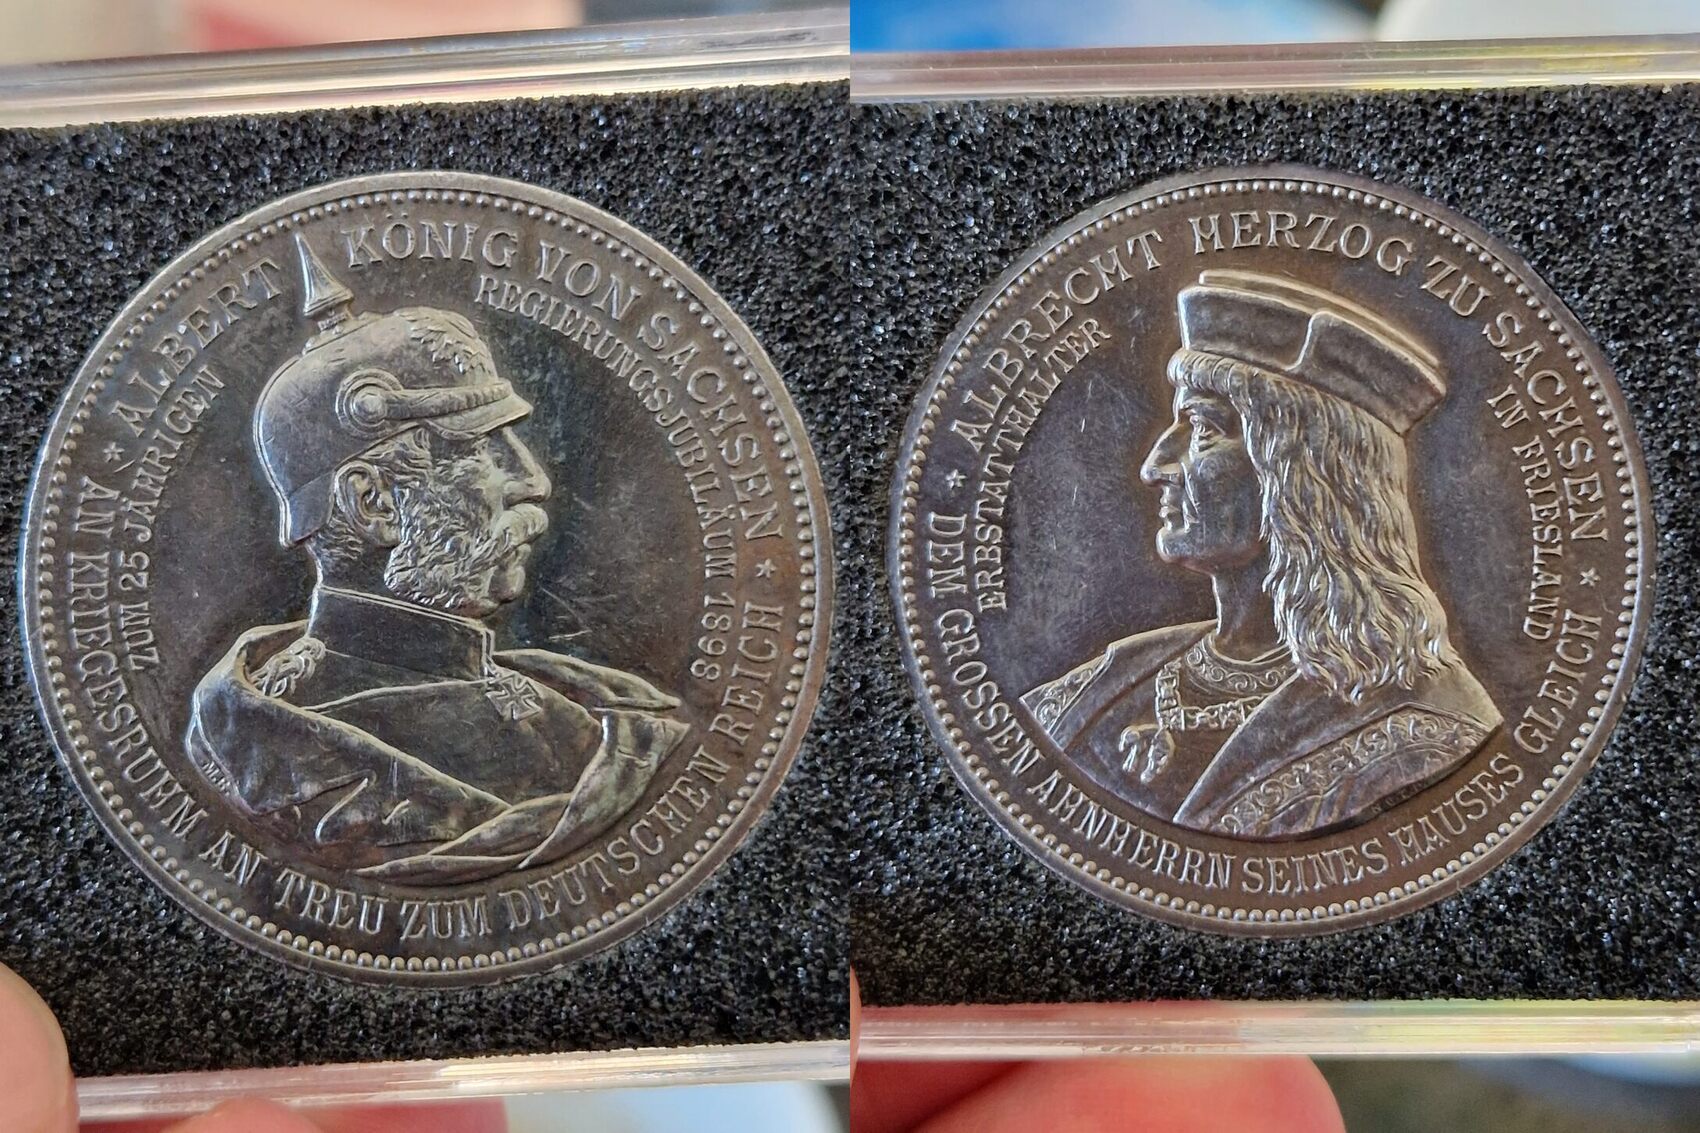 ALBERT KÖNIG VON SACHSEN
ZUM 25 JÆHRIGEN REGIERUNGSJUBILÄUM 1898
AN KRIEGESRUHM AN TREU ZUM DEUTSCHEN REICH
ALBRECHT HERZOG ZU SACHSEN
ERBSTATTHALTER IN FRIESLAND
DEM GROSSEN AHNHERRN SEINES HAUSES GLEICH